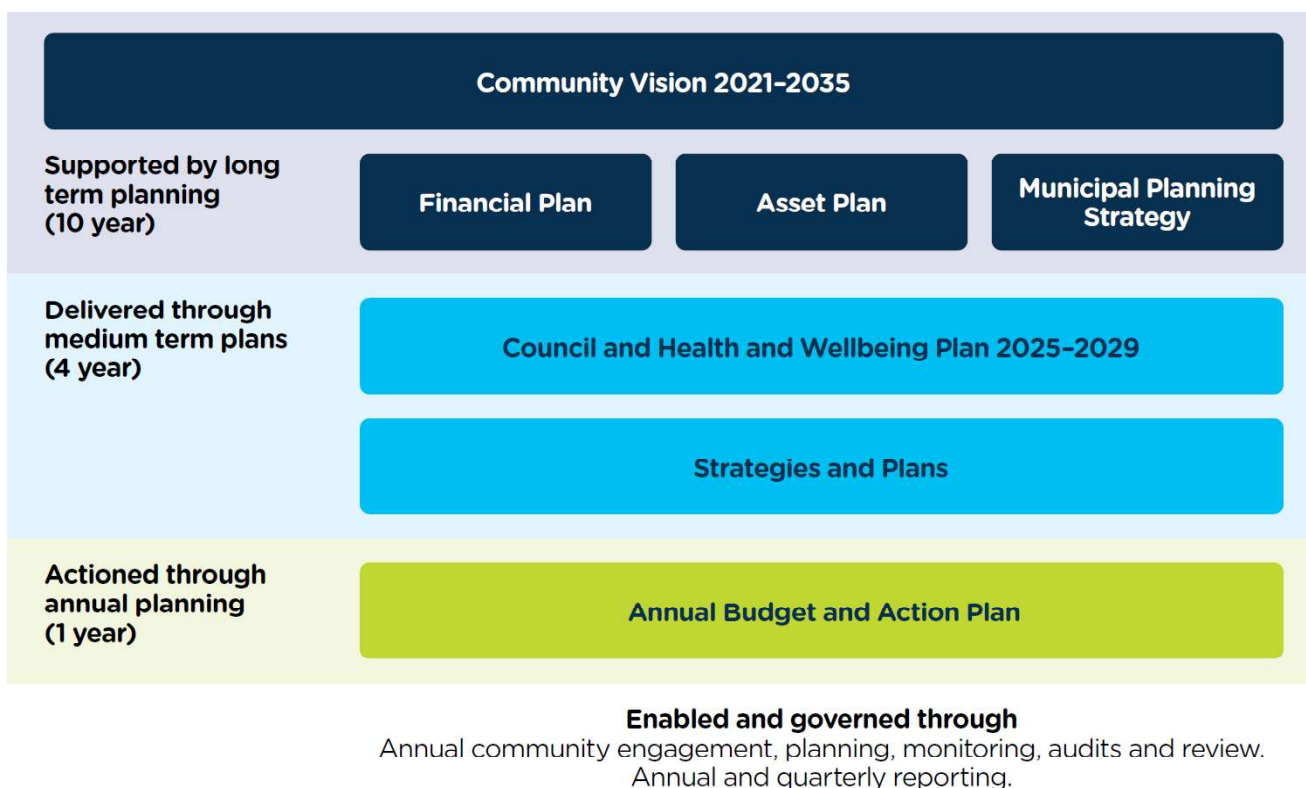 Community Vision 2021–2035
Supported by long
term planning
(10 year)
Financial Plan
Asset Plan
Municipal Planning
Strategy
Delivered through
medium term plans
(4 year)
Council and Health and Wellbeing Plan 2025–2029
Strategies and Plans
Actioned through
annual planning
(1 year)
Annual Budget and Action Plan
Enabled and governed through
Annual community engagement, planning, monitoring, audits and review.
Annual and quarterly reporting.